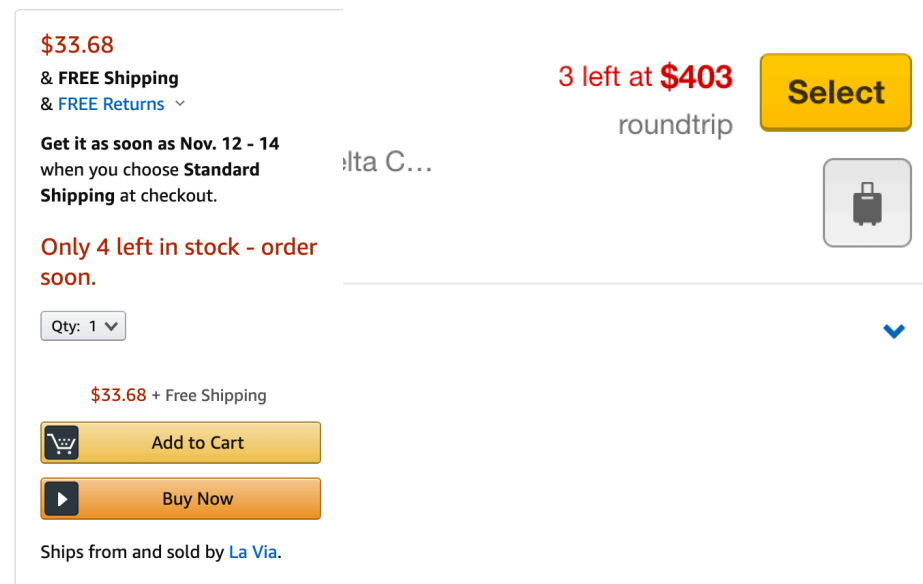 $33.68
& FREE Shipping
& FREE Returns
Get it as soon as Nov. 12 - 14
when you choose Standard
Shipping at checkout.
Only 4 left in stock - order
soon.
Qty: 1
$33.68 + Free Shipping
Add to Cart
Buy Now
Ships from and sold by La Via.
3 left at $403
Select
roundtrip
elta C...